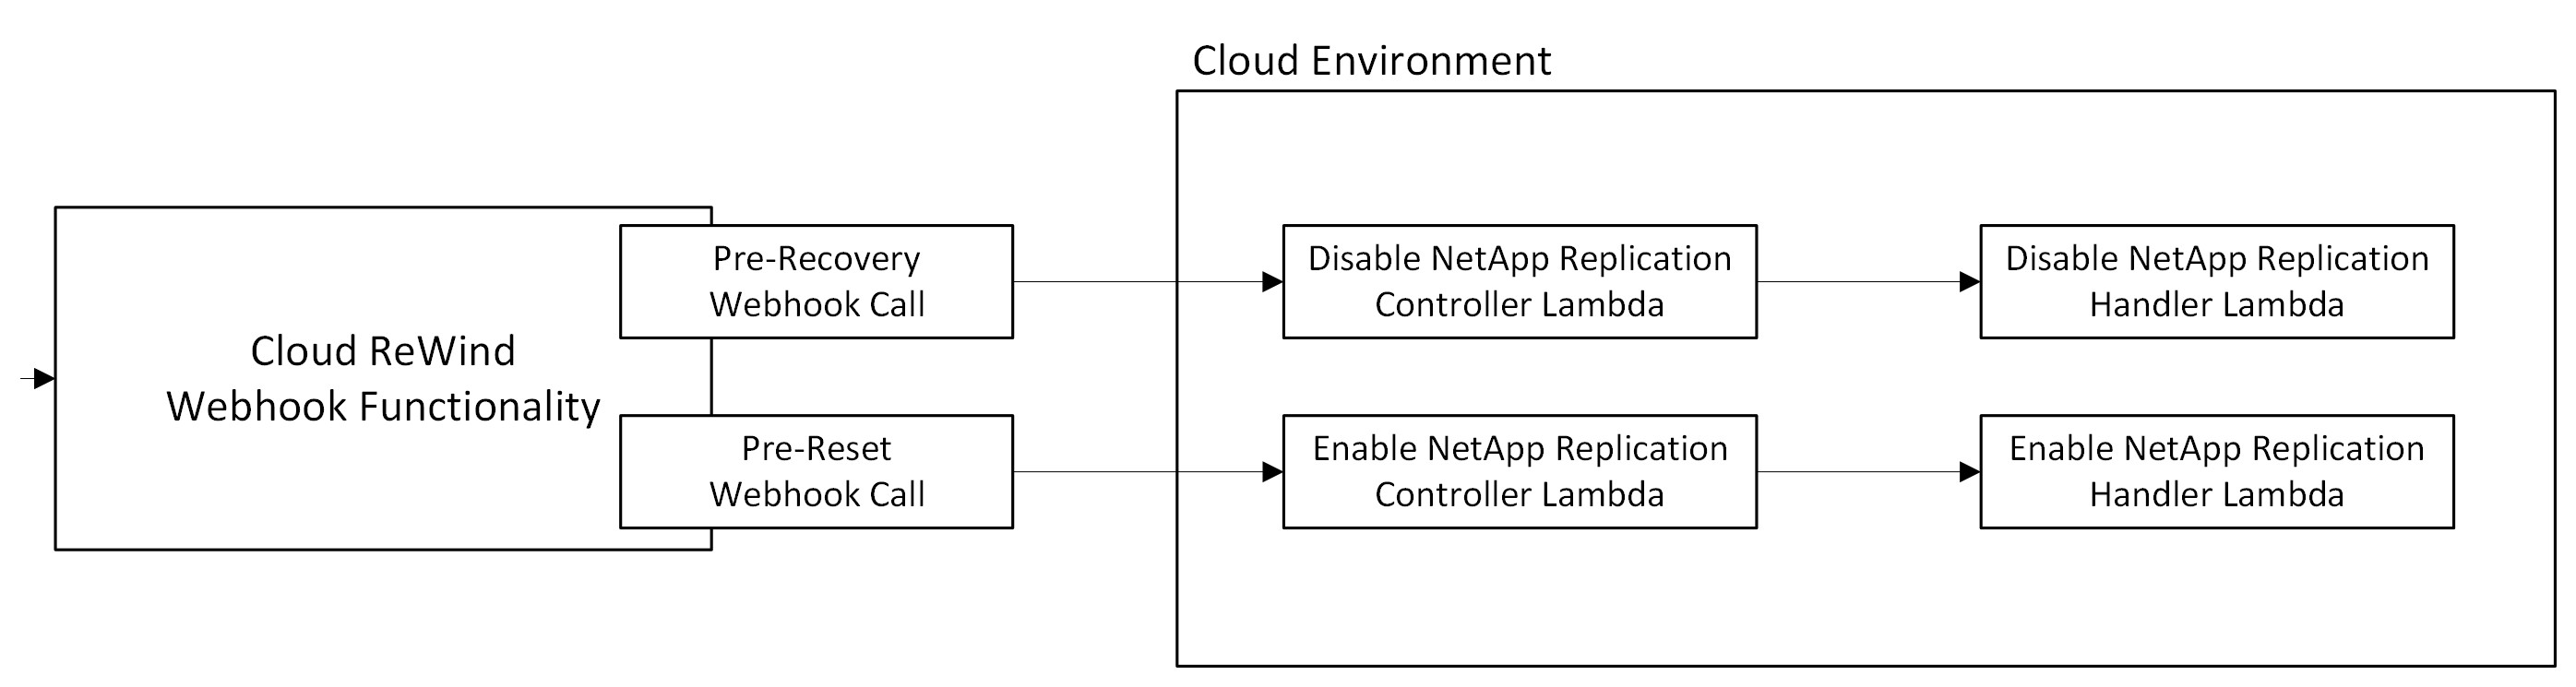 Cloud Environment
Cloud ReWind
Webhook Functionality
Pre-Recovery
Webhook Call
Disable NetApp Replication
Controller Lambda
Disable NetApp Replication
Handler Lambda
Pre-Reset
Webhook Call
Enable NetApp Replication
Controller Lambda
Enable NetApp Replication
Handler Lambda